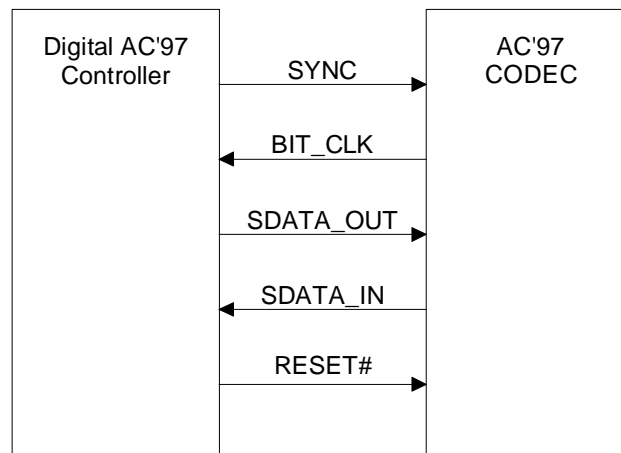 Digital AC'97
Controller
AC'97
CODEC
SYNC
BIT_CLK
SDATA_OUT
SDATA_IN
RESET#